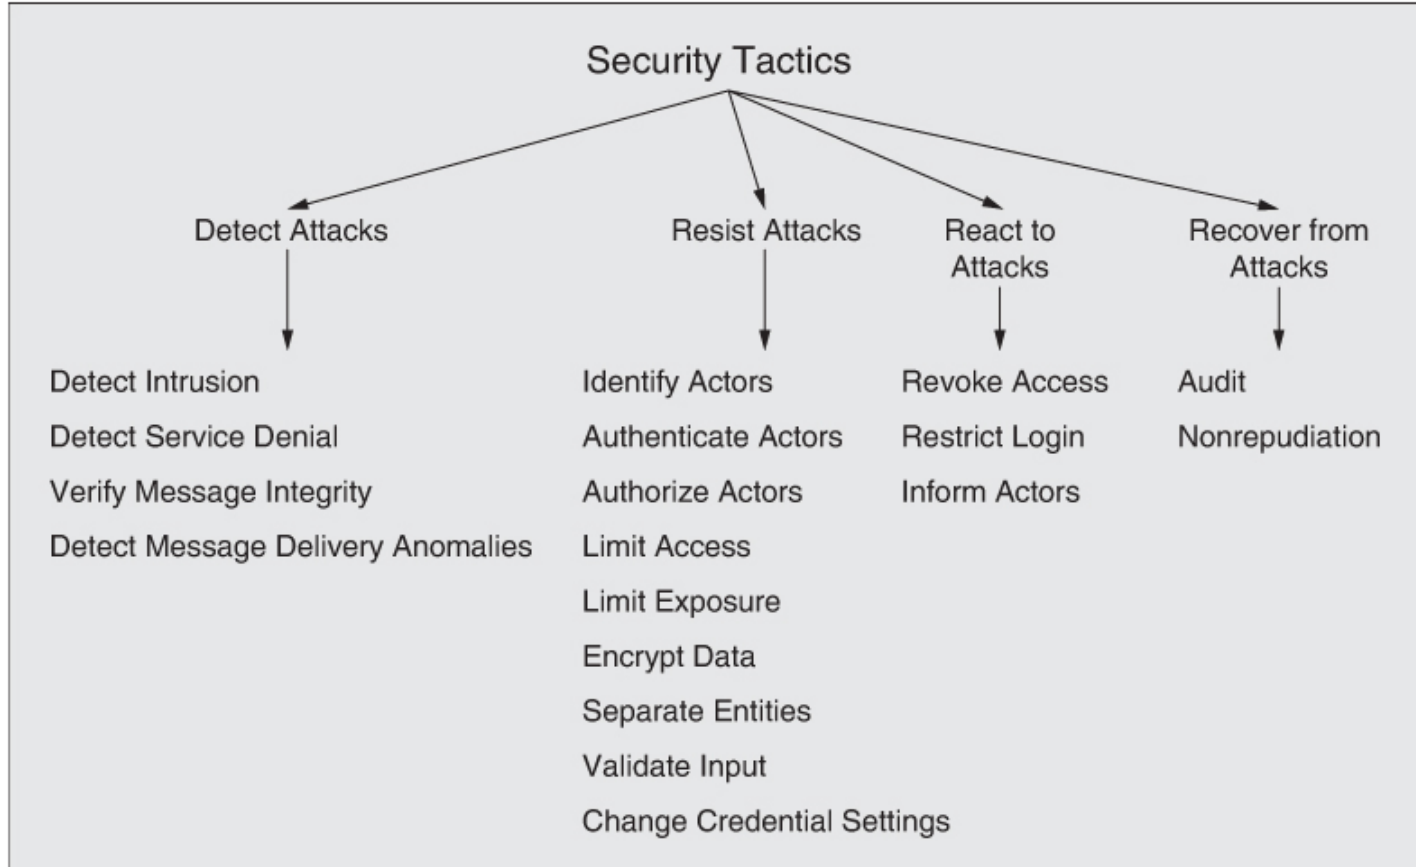 Security Tactics
Detect Attacks
Resist Attacks
React to
Attacks
Recover from
Attacks
Detect Intrusion
Detect Service Denial
Verify Message Integrity
Detect Message Delivery Anomalies
Identify Actors
Authenticate Actors
Authorize Actors
Limit Access
Limit Exposure
Encrypt Data
Separate Entities
Validate Input
Change Credential Settings
Revoke Access
Restrict Login
Inform Actors
Audit
Nonrepudiation